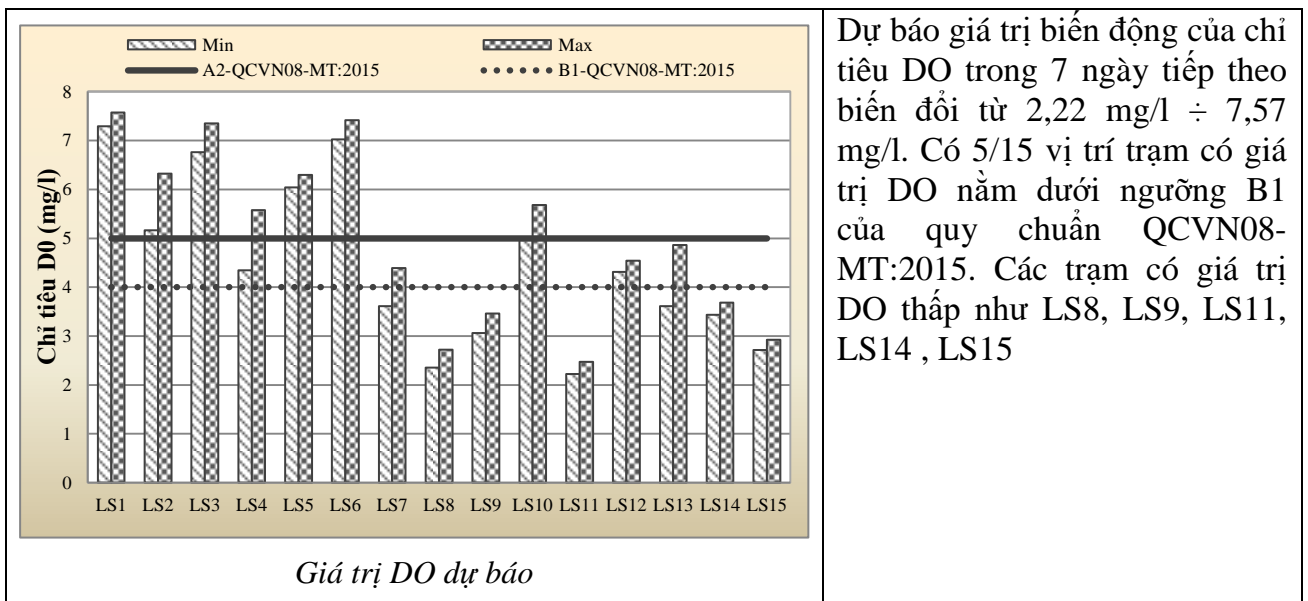 Min
Max
A2-QCVN08-MT:2015
B1-QCVN08-MT:2015
Chỉ tiêu D0 (mg/l)
8
7
6
5
4
3
2
1
0
LS1 LS2 LS3 LS4 LS5 LS6 LS7 LS8 LS9 LS10 LS11 LS12 LS13 LS14 LS15
Giá trị DO dự báo
Dự báo giá trị biến động của chỉ
tiêu DO trong 7 ngày tiếp theo
biến đổi từ 2,22 mg/l ÷ 7,57
mg/l. Có 5/15 vị trí trạm có giá
trị DO nằm dưới ngưỡng B1
của quy chuẩn QCVN08-
MT:2015. Các trạm có giá trị
DO thấp như LS8, LS9, LS11,
LS14 , LS15